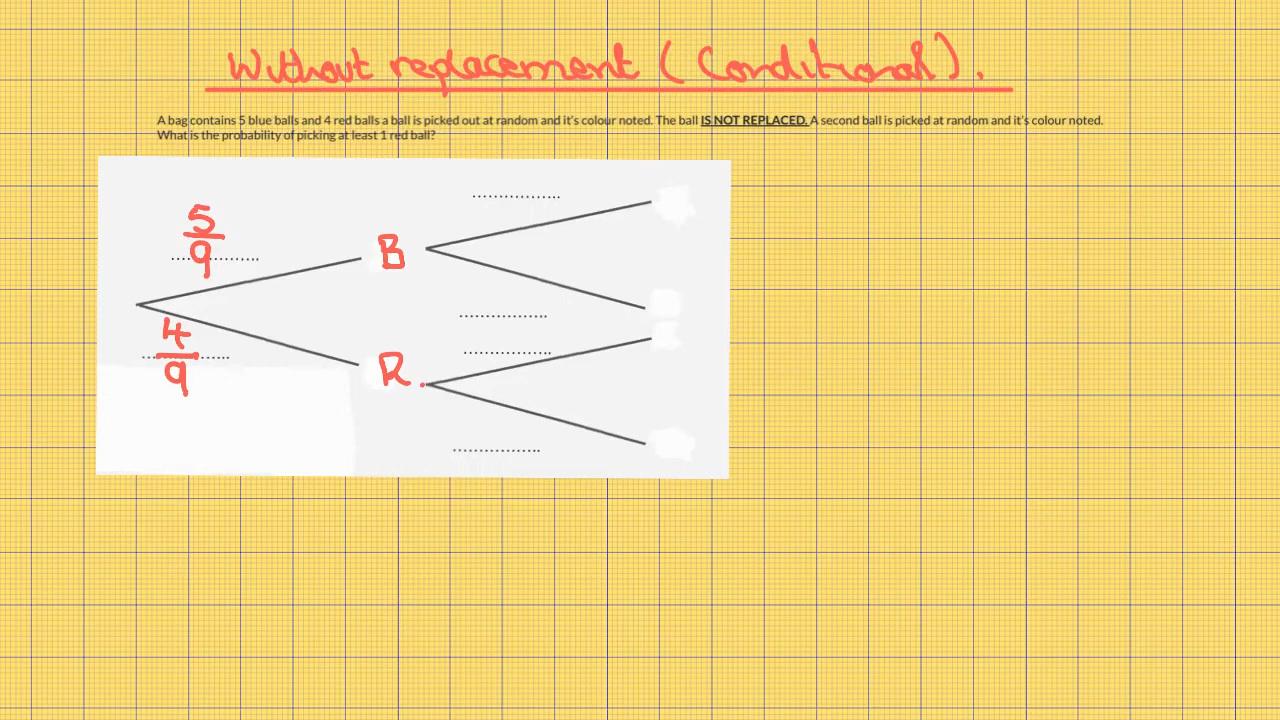 Without replacement (Conditional).
A bag contains 5 blue balls and 4 red balls a ball is picked out at random and it's colour noted. The ball IS NOT REPLACED. A second ball is picked at random and it's colour noted.
What is the probability of picking at least 1 red ball?
5
9
B
4
9
R.